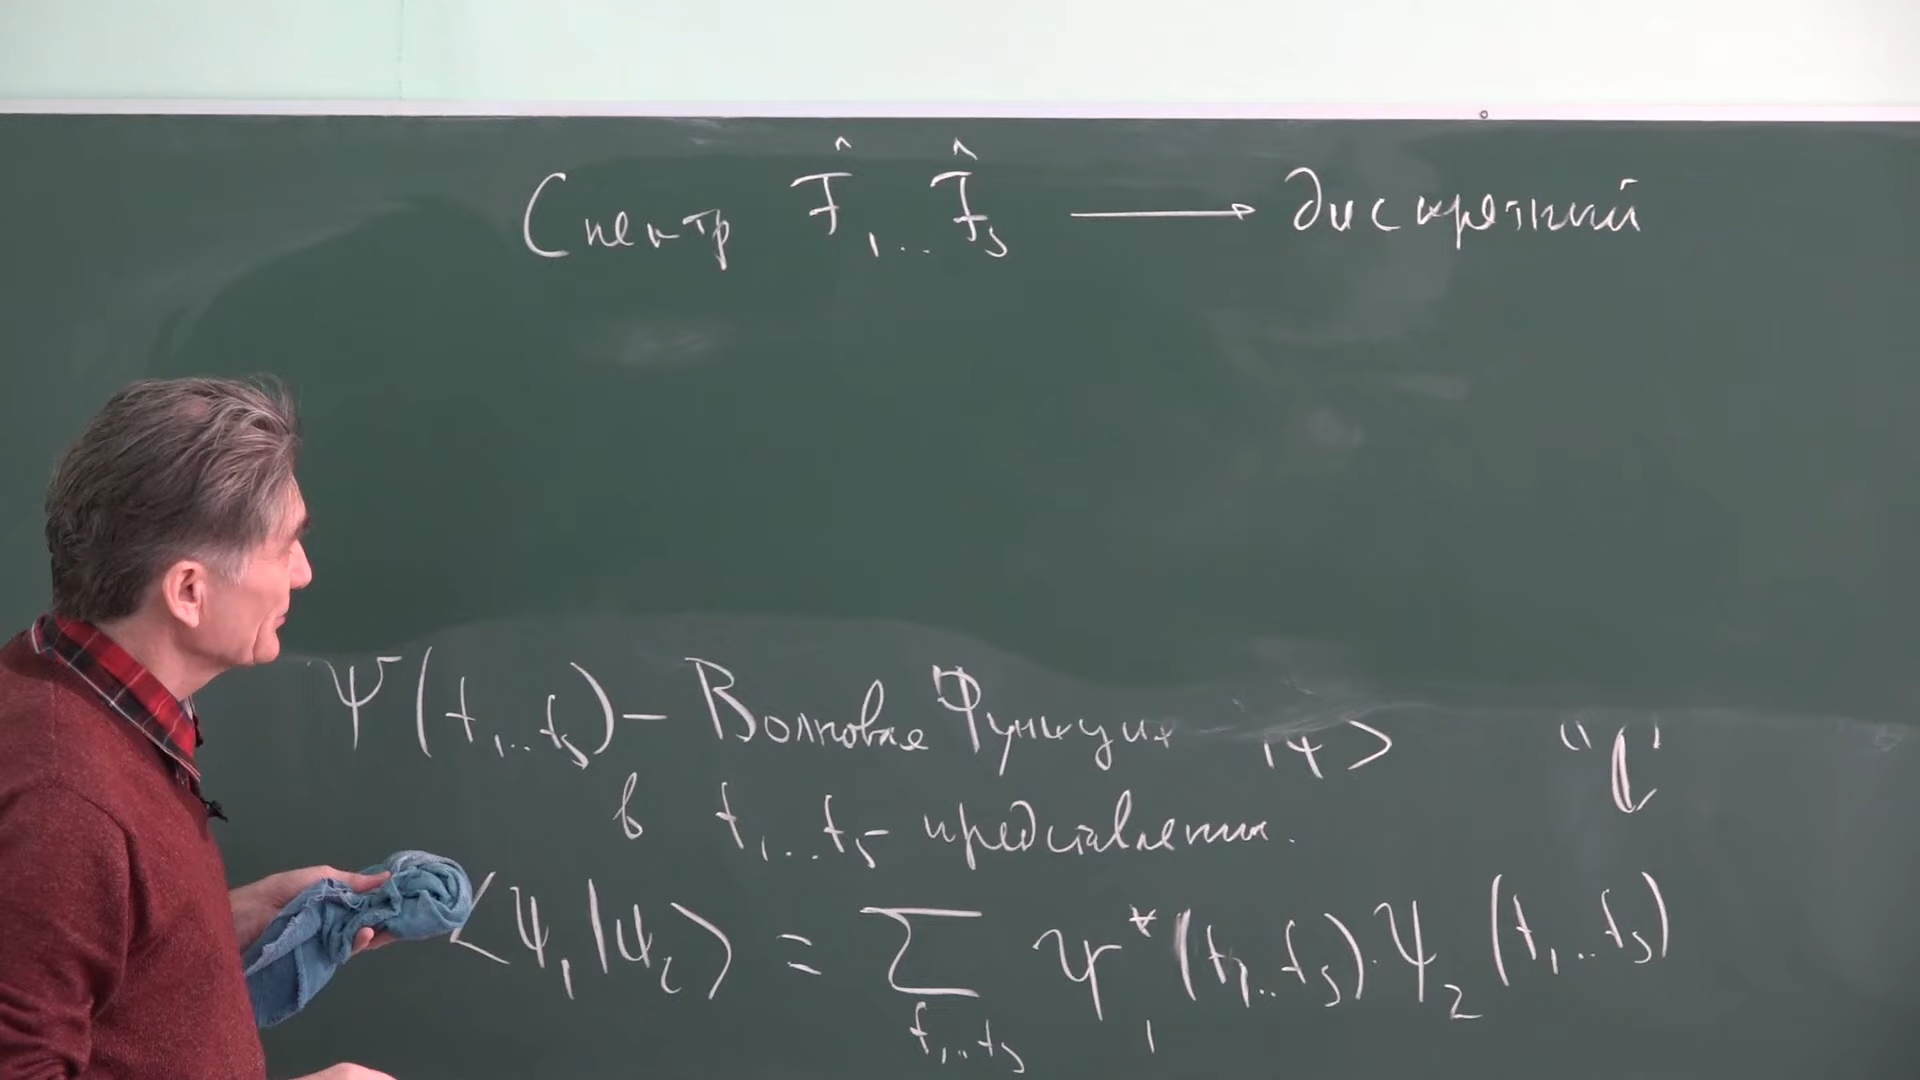 Спектр F̂₁...F̂ₛ → дискретный
Ψ(f₁...fₛ) – Волновая функция |ψ>
в f₁...fₛ - представлении.
<Ψ₁|Ψ₂> = ∑ Ψ₁*(f₁...fₛ)·Ψ₂(f₁...fₛ)
f₁...fₛ